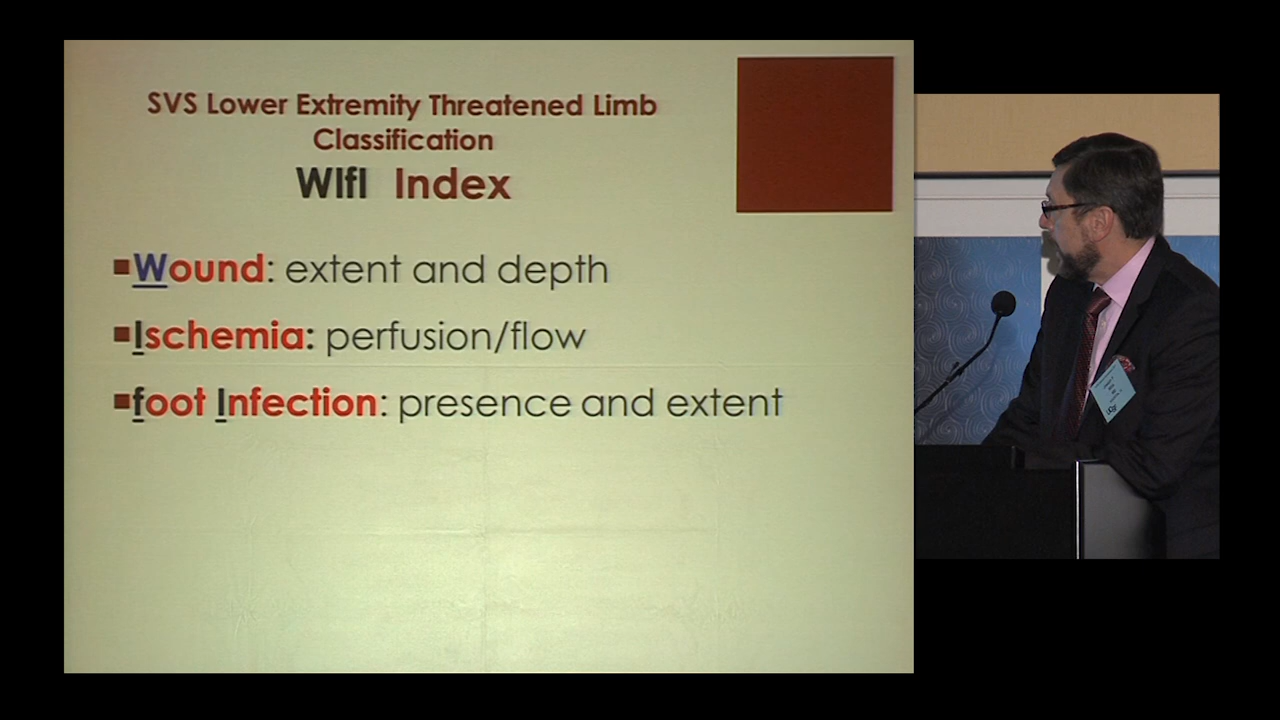 SVS Lower Extremity Threatened Limb
Classification
WIfI Index
Wound: extent and depth
Ischemia: perfusion/flow
foot Infection: presence and extent